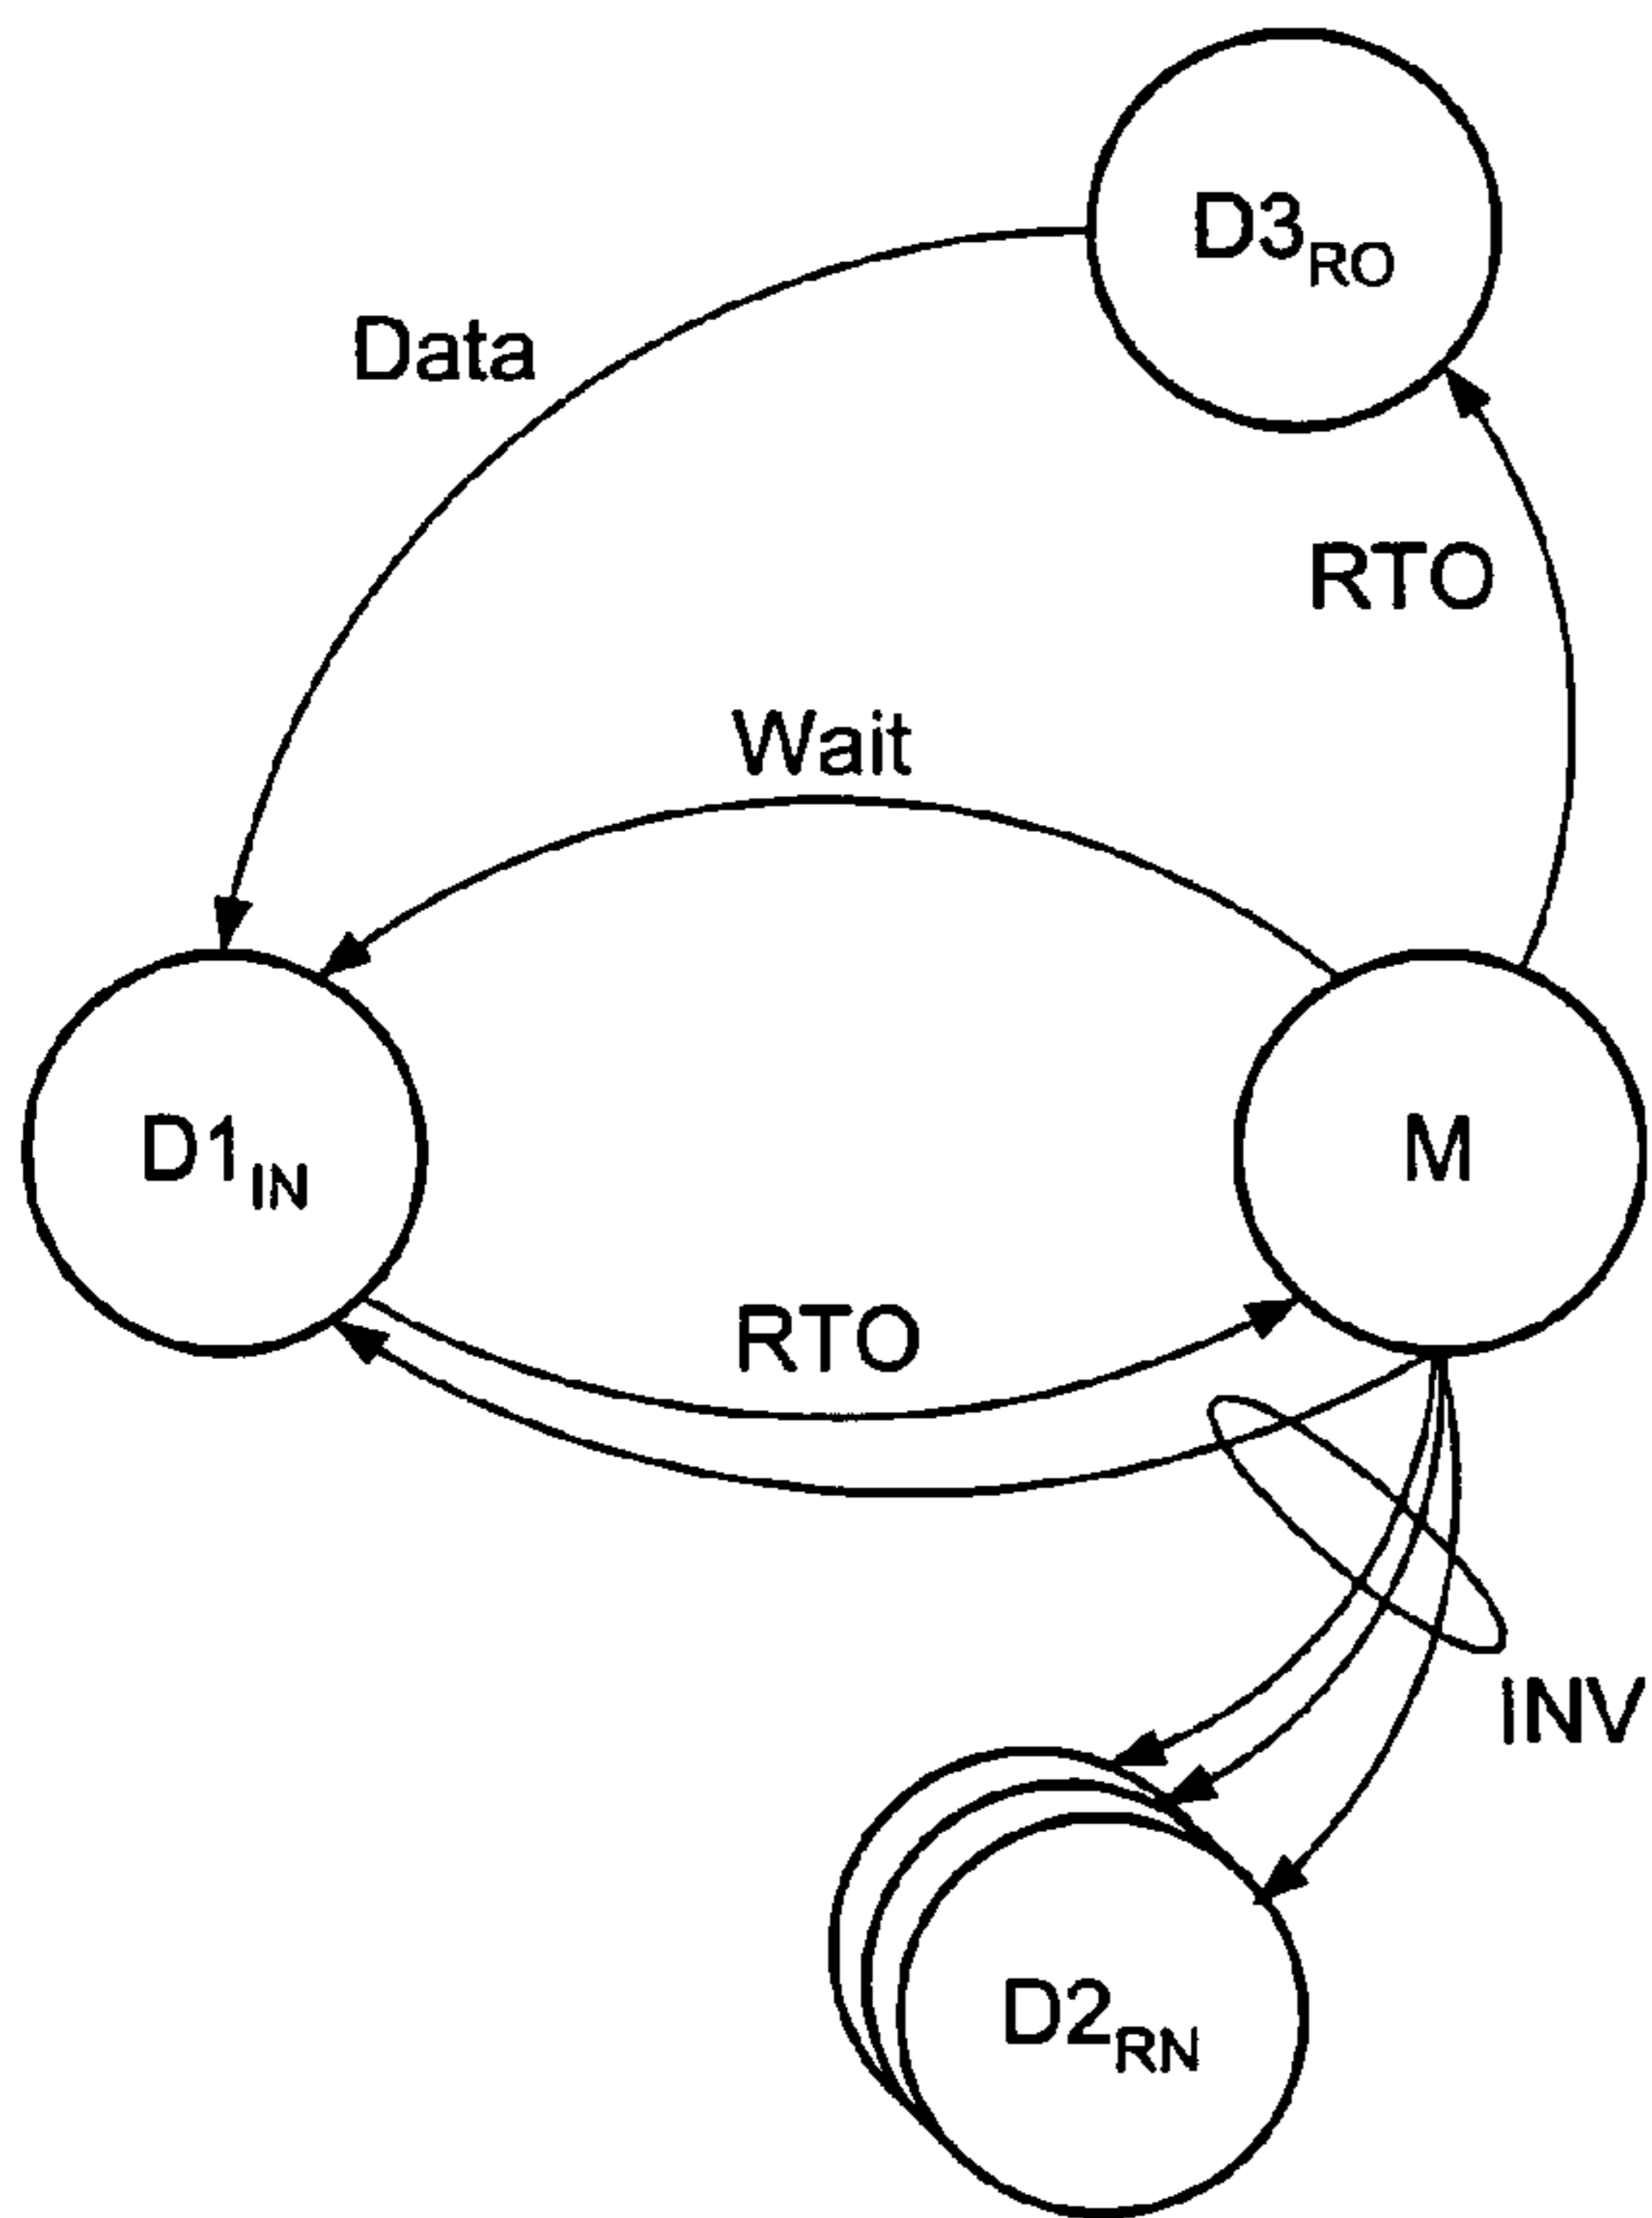 D3RO
Data
RTO
Wait
D1IN
M
RTO
INV
D2RN